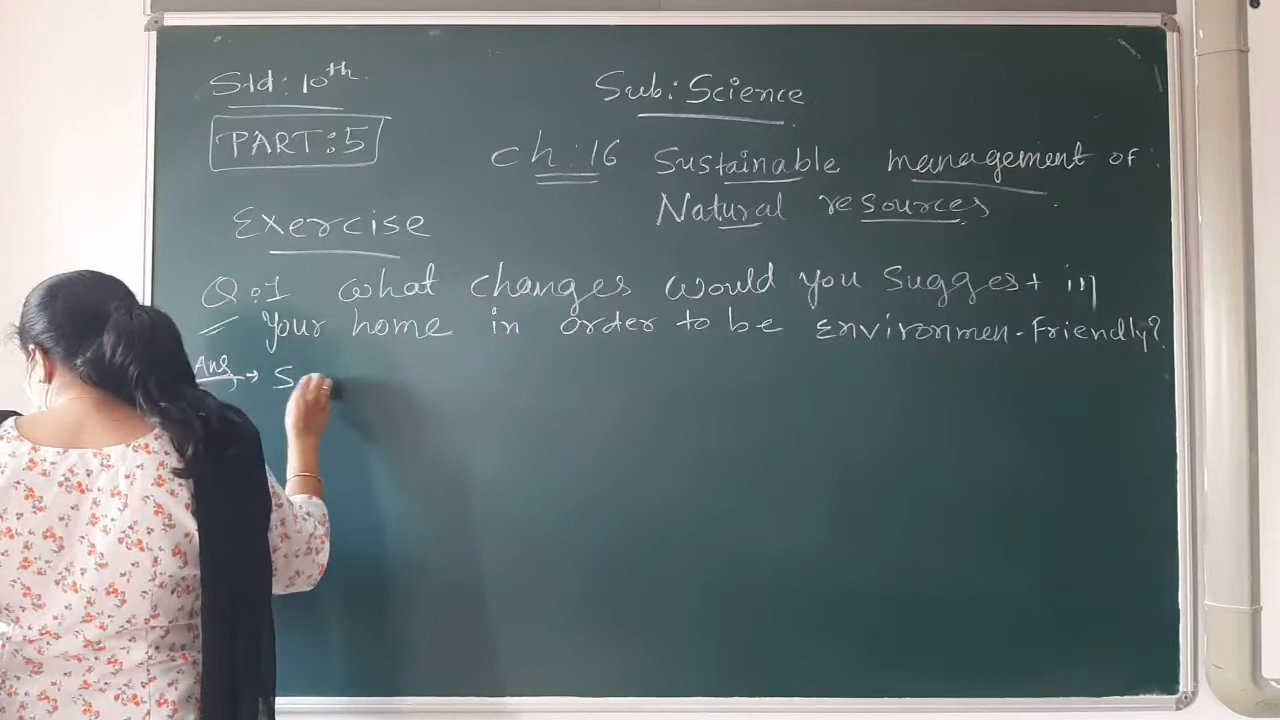 Std: 10th.
Sub: Science
PART:5
ch:16 Sustainable management of
Natural resources
Exercise
Q:1 What changes would you suggest in
your home in order to be Environmen-friendly?
Ans →